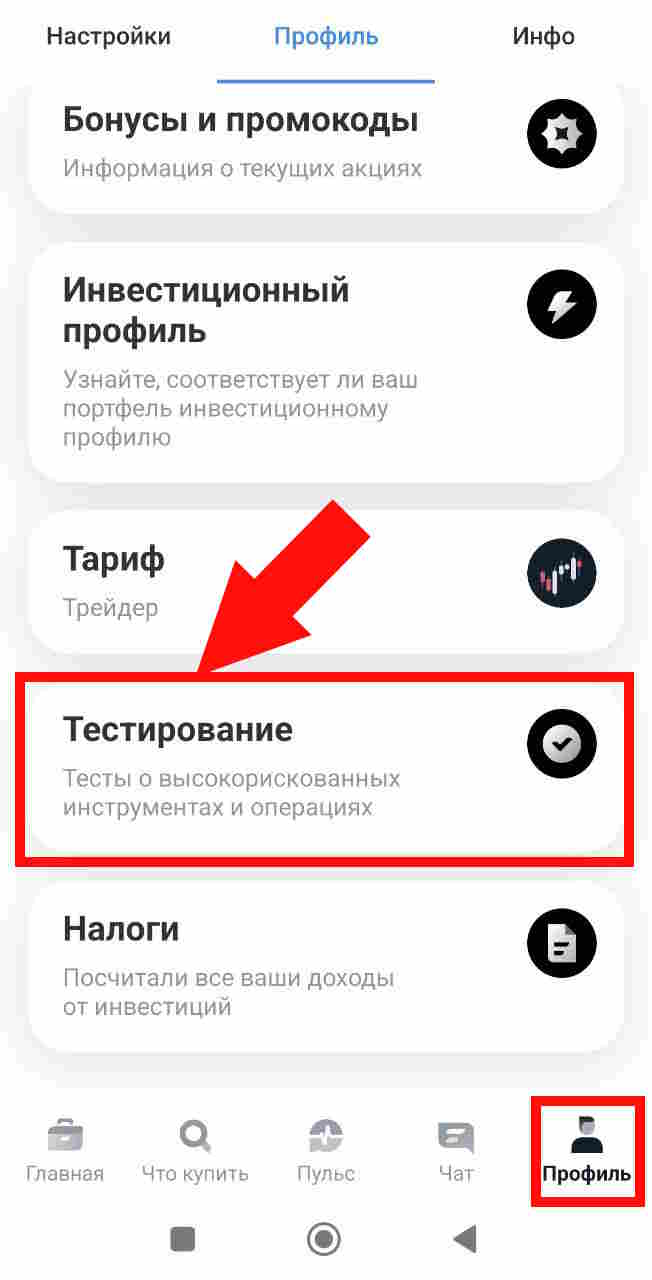 Настройки Профиль Инфо
Бонусы и промокоды
Информация о текущих акциях
Инвестиционный
профиль
Узнайте, соответствует ли ваш
портфель инвестиционному
профилю
Тариф
Трейдер
Тестирование
Тесты о высокорискованных
инструментах и операциях
Налоги
Посчитали все ваши доходы
от инвестиций
Главная Что купить Пульс Чат Профиль